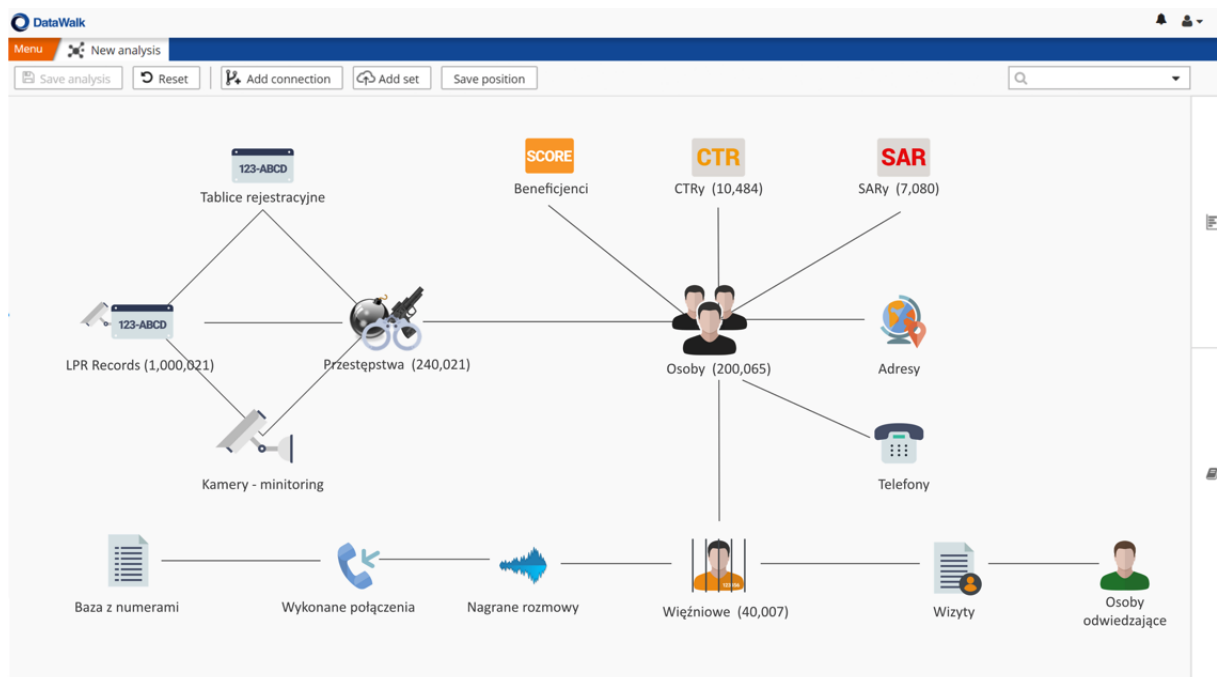 DataWalk
Menu
New analysis
Save analysis
Reset
Add connection
Add set
Save position
SCORE
CTR
SAR
123-ABCD
Beneficjenci
CTRy (10,484)
SARy (7,080)
Tablice rejestracyjne
123-ABCD
LPR Records (1,000,021)
Przestępstwa (240,021)
Osoby (200,065)
Adresy
Kamery - minitoring
Telefony
Baza z numerami
Wykonane połączenia
Nagrane rozmowy
Więźniowe (40,007)
Wizyty
Osoby
odwiedzające